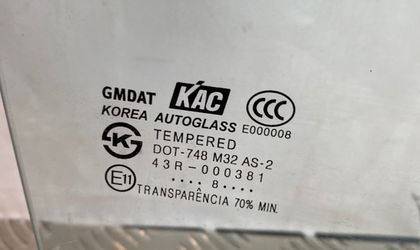 GMDAT KAC CCC
KOREA AUTOGLASS E000008
TEMPERED
DOT-748 M32 AS-2
43R-000381
E11 .... 8....
TRANSPARÊNCIA 70% MIN.